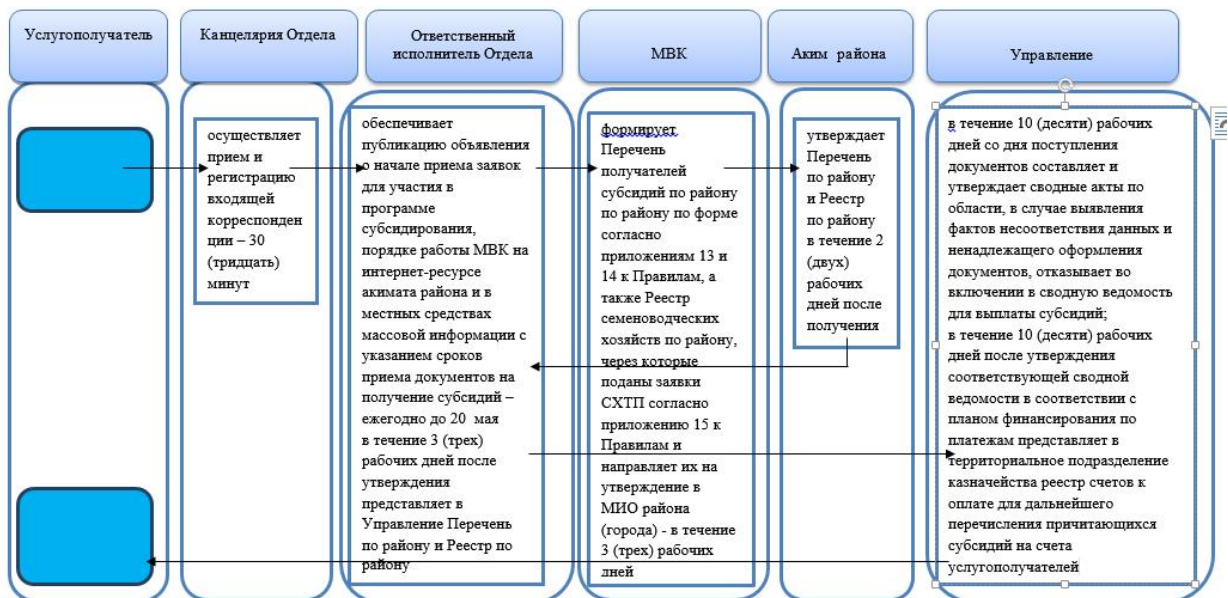 Услугополучатель
Канцелярия Отдела
Ответственный
исполнитель Отдела
МВК
Аким района
Управление
осуществляет
прием и
регистрацию
входящей
корреспонден
ции – 30
(тридцать)
минут
обеспечивает
публикацию объявления
о начале приема заявок
для участия в
программе
субсидирования,
порядке работы МВК на
интернет-ресурсе
акимата района и в
местных средствах
массовой информации с
указанием сроков
приема документов на
получение субсидий –
ежегодно до 20 мая
в течение 3 (трех)
рабочих дней после
утверждения
представляет в
Управление Перечень
по району и Реестр по
району
формирует
Перечень
получателей
субсидий по району
по району по форме
согласно
приложениям 13 и
14 к Правилам, а
также Реестр
семеноводческих
хозяйств по району,
через которые
поданы заявки
СХТП согласно
приложению 15 к
Правилам и
направляет их на
утверждение в
МИО района
(города) - в течение
3 (трех) рабочих
дней
утверждает
Перечень
по району
и Реестр
по району
в течение 2
(двух)
рабочих
дней после
получения
в течение 10 (десяти) рабочих
дней со дня поступления
документов составляет и
утверждает сводные акты по
области, в случае выявления
фактов несоответствия данных и
ненадлежащего оформления
документов, отказывает во
включении в сводную ведомость
для выплаты субсидий;
в течение 10 (десяти) рабочих
дней после утверждения
соответствующей сводной
ведомости в соответствии с
планом финансирования по
платежам представляет в
территориальное подразделение
казначейства реестр счетов к
оплате для дальнейшего
перечисления причитающихся
субсидий на счета
услугополучателей